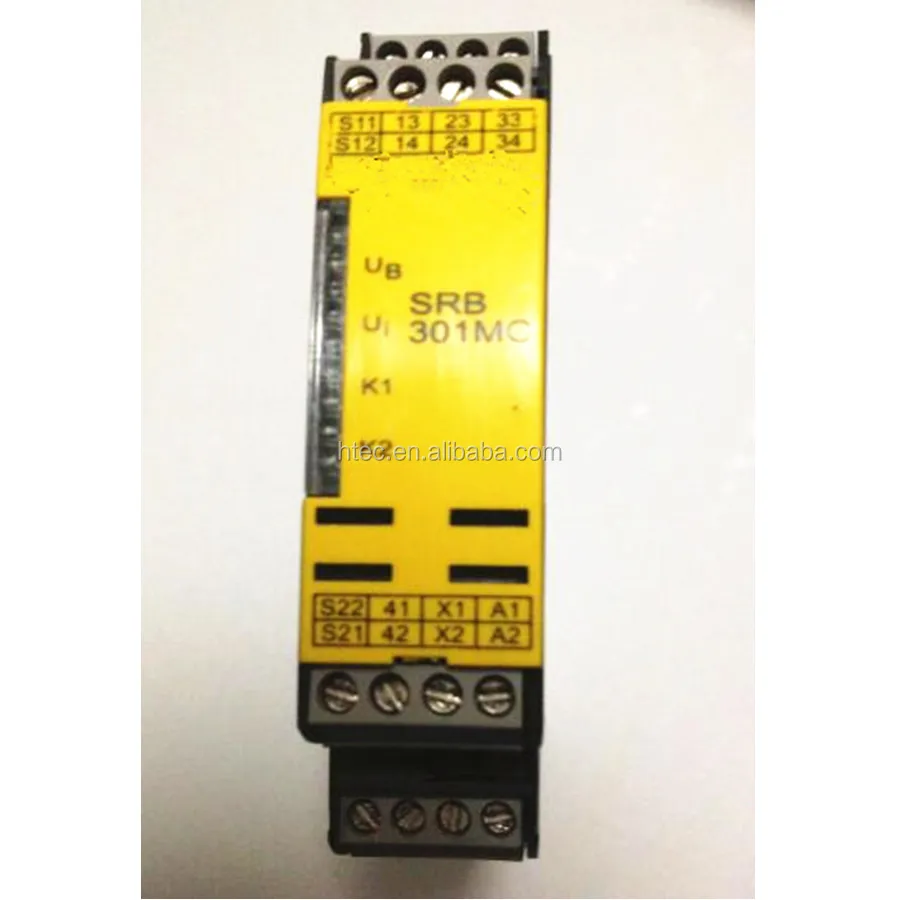 S11 13 23 33
S12 14 24 34
UB
SRB
301MC
Ui
K1
K2
htec.en.alibaba.com
S22 41 X1 A1
S21 42 X2 A2